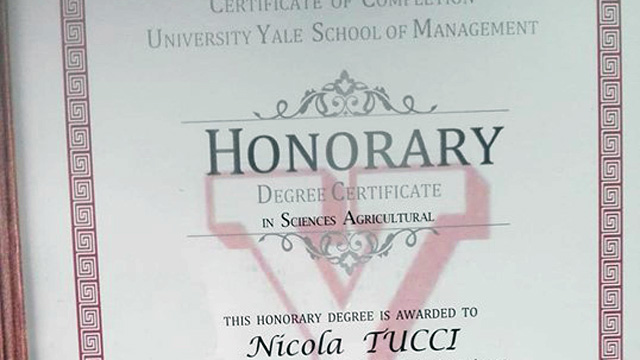 CERTIFICATE OF COMPLETION
UNIVERSITY YALE SCHOOL OF MANAGEMENT
HONORARY
DEGREE CERTIFICATE
IN SCIENCES AGRICULTURAL
THIS HONORARY DEGREE IS AWARDED TO
Nicola TUCCI